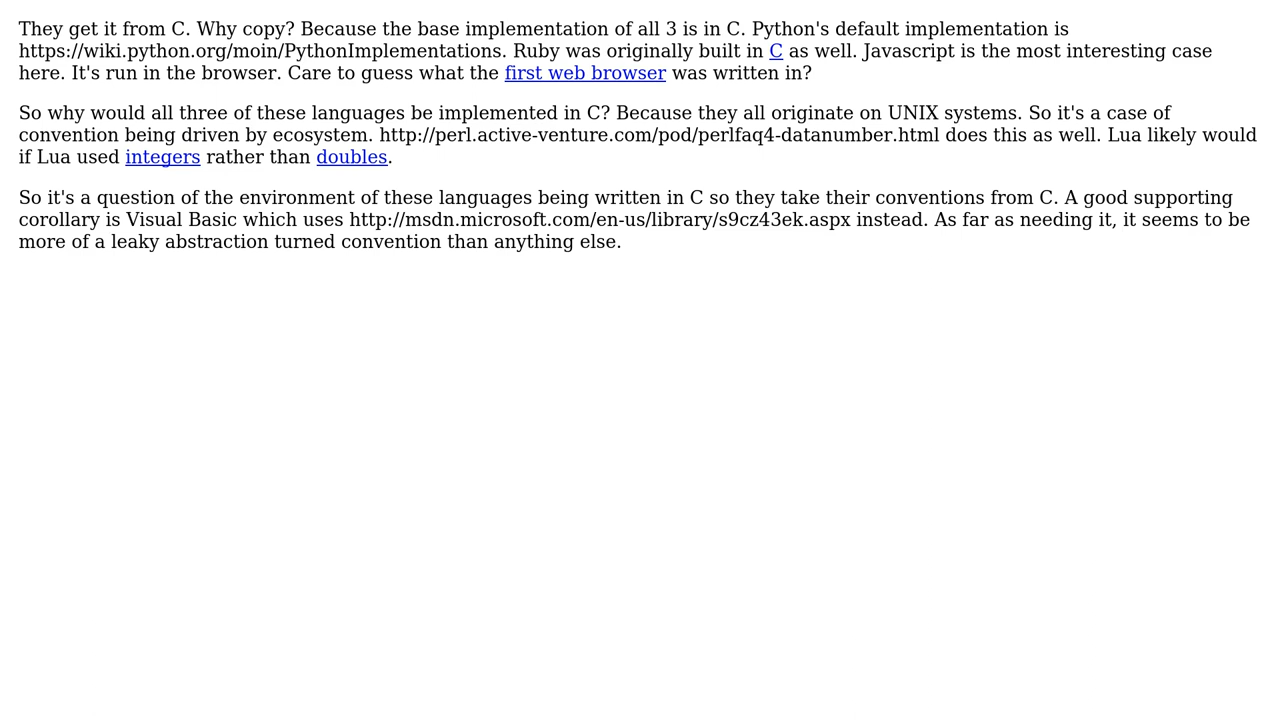 They get it from C. Why copy? Because the base implementation of all 3 is in C. Python's default implementation is
https://wiki.python.org/moin/PythonImplementations. Ruby was originally built in C as well. Javascript is the most interesting case
here. It's run in the browser. Care to guess what the first web browser was written in?
So why would all three of these languages be implemented in C? Because they all originate on UNIX systems. So it's a case of
convention being driven by ecosystem. http://perl.active-venture.com/pod/perlfaq4-datanumber.html does this as well. Lua likely would
if Lua used integers rather than doubles.
So it's a question of the environment of these languages being written in C so they take their conventions from C. A good supporting
corollary is Visual Basic which uses http://msdn.microsoft.com/en-us/library/s9cz43ek.aspx instead. As far as needing it, it seems to be
more of a leaky abstraction turned convention than anything else.